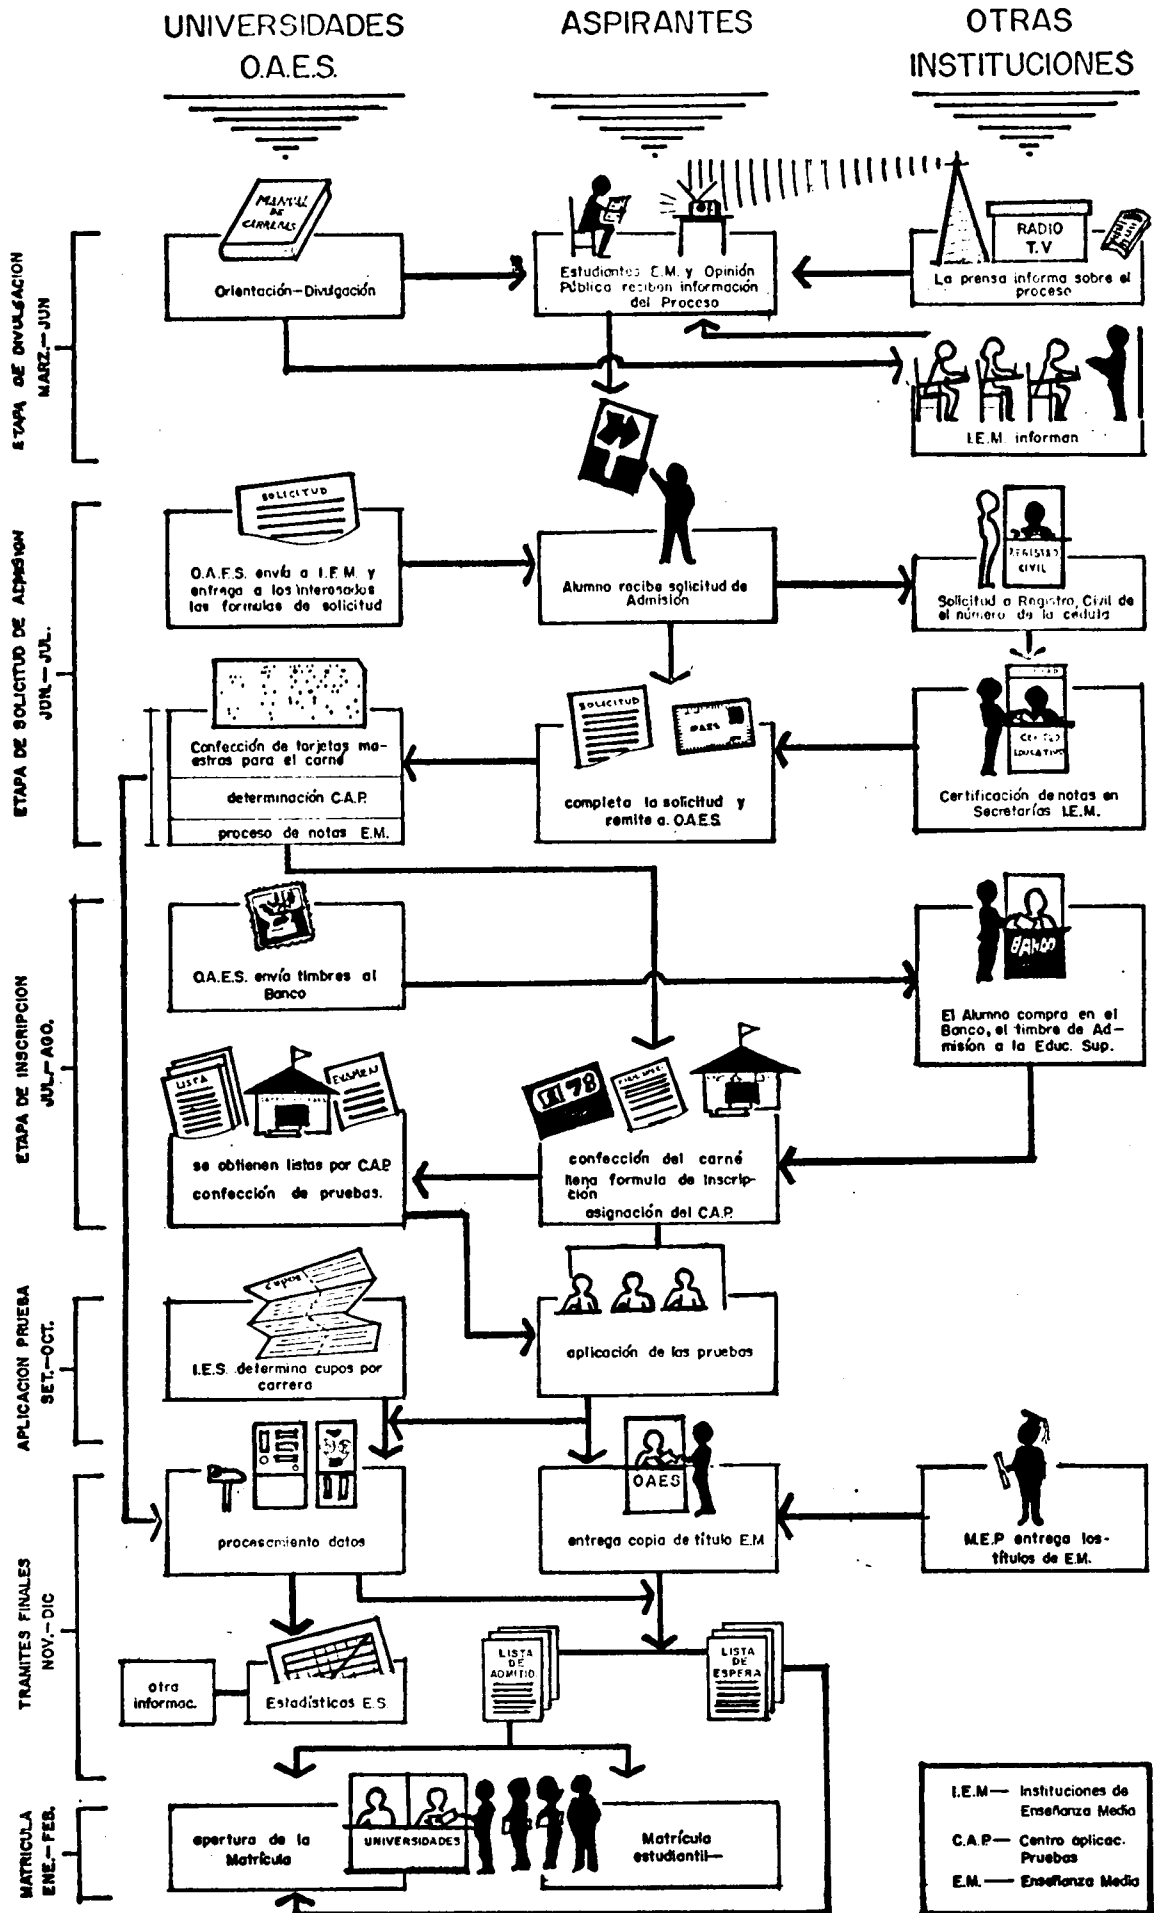 UNIVERSIDADES
O.A.E.S.
ASPIRANTES
OTRAS
INSTITUCIONES
ETAPA DE DIVULGACION
MARZ.—JUN
MANUAL
DE
CARRERAS
Orientación—Divulgación
Estudiantes E.M. y Opinión
Pública reciben información
del Proceso
RADIO
T.V
La prensa informa sobre el
proceso
I.E.M. informan
ETAPA DE SOLICITUD DE ADMISION
JUN.—JUL.
SOLICITUD
O.A.E.S. envía a I.E.M. y
entrega a los interesados
las formulas de solicitud
Alumno recibe solicitud de
Admisión
REGISTRO
CIVIL
Solicitud a Registro, Civil de
el número de la cédula
Confección de tarjetas ma-
estras para el carné
determinación C.A.P.
proceso de notas E.M.
SOLICITUD
OAES
completa la solicitud y
remite a. O.A.E.S.
CENTRO
EDUCATIVO
Certificación de notas en
Secretarías I.E.M.
ETAPA DE INSCRIPCION
JUL.—AGO.
O.A.E.S. envía timbres al
Banco
BANCO
El Alumno compra en el
Banco, el timbre de Ad—
misión a la Educ. Sup.
LISTA
EXAMEN
se obtienen listas por C.A.P.
confección de pruebas.
78
confección del carné
llena formula de inscrip-
ción
asignación del C.A.P.
APLICACION PRUEBA
SET.—OCT.
Cupos
I.E.S. determina cupos por
carrera
aplicación de las pruebas
TRAMITES FINALES
NOV.—DIC
procesamiento datos
OAES
entrega copia de título E.M
M.E.P entrega los-
títulos de E.M.
otra
informac.
Estadísticas E.S.
LISTA
DE
ADMITID
LISTA
DE
ESPERA
MATRICULA
ENE.—FEB.
apertura de la
Matrícula
UNIVERSIDADES
Matrícula
estudiantil—
I.E.M — Instituciones de
Enseñanza Media
C.A.P.— Centro aplicac.
Pruebas
E.M. — Enseñanza Media